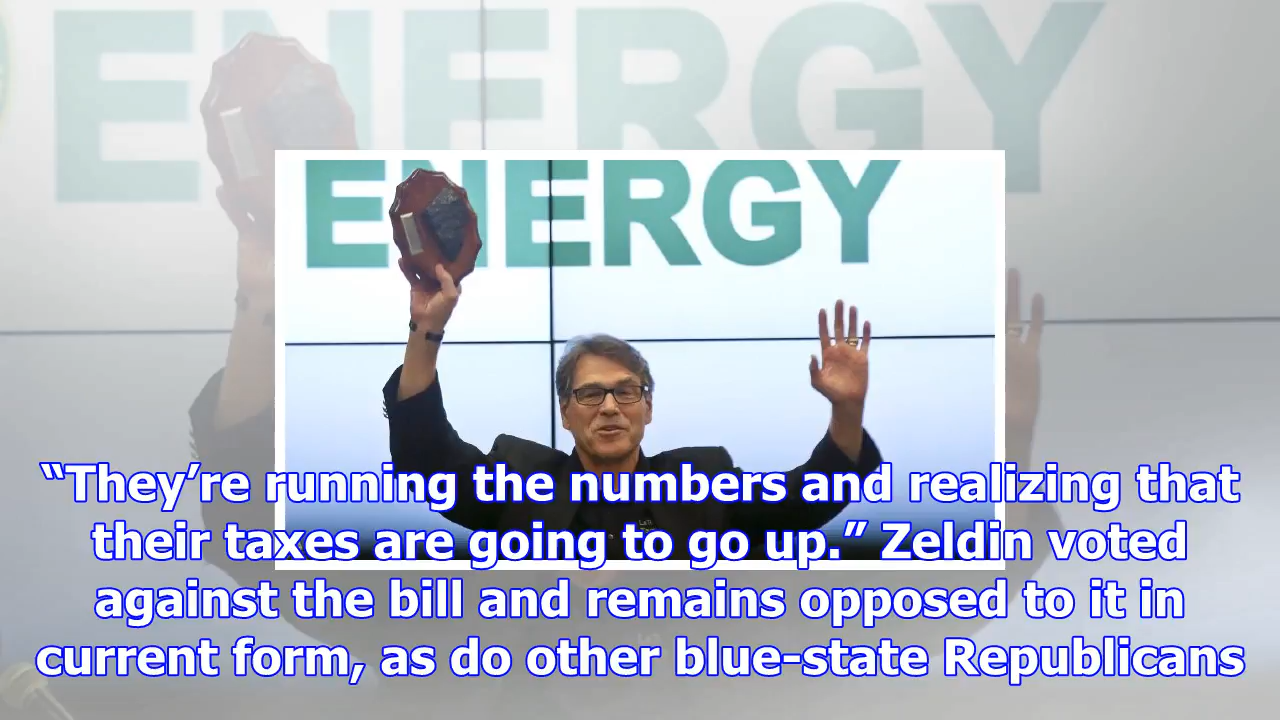 ENERGY
ENERGY
“They’re running the numbers and realizing that
their taxes are going to go up.” Zeldin voted
against the bill and remains opposed to it in
current form, as do other blue-state Republicans